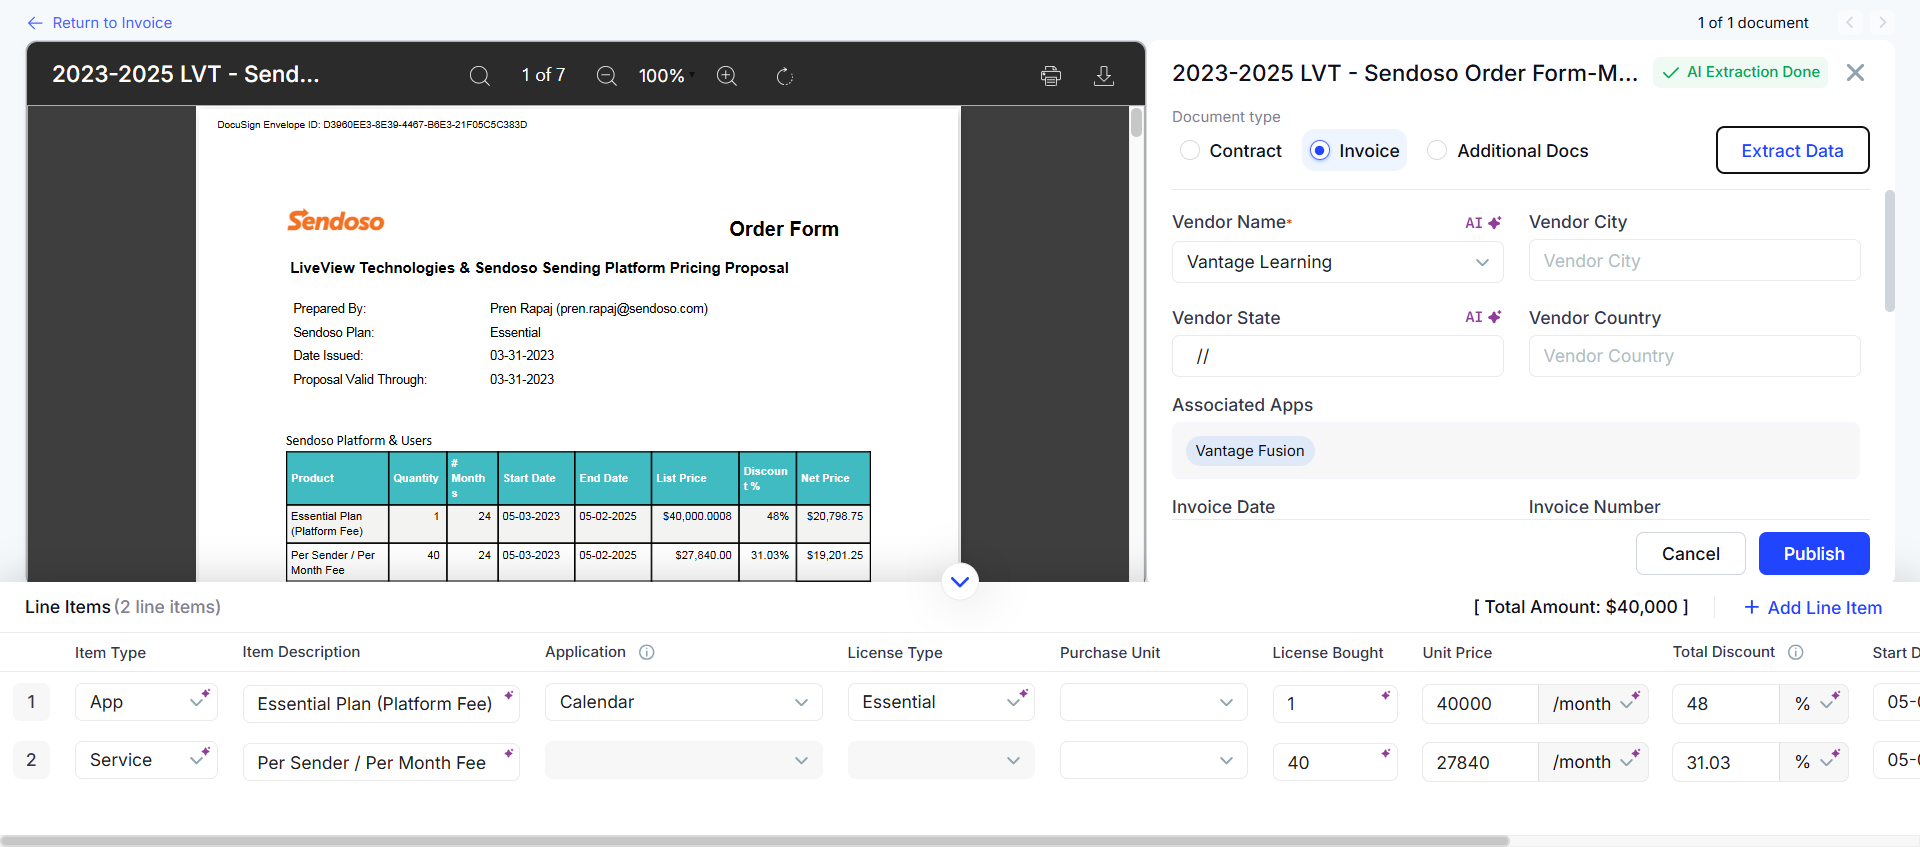 Return to Invoice
1 of 1 document
2023-2025 LVT - Send...
1 of 7
100%
2023-2025 LVT - Sendoso Order Form-M...
AI Extraction Done
DocuSign Envelope ID: D3960EE3-8E39-4467-B6E3-21F05C5C383D
Sendoso
Order Form
LiveView Technologies & Sendoso Sending Platform Pricing Proposal
Prepared By: Pren Rapaj (pren.rapaj@sendoso.com)
Sendoso Plan: Essential
Date Issued: 03-31-2023
Proposal Valid Through: 03-31-2023
Sendoso Platform & Users
Product Quantity # Month s Start Date End Date List Price Discoun t % Net Price
Essential Plan (Platform Fee) 1 24 05-03-2023 05-02-2025 $40,000.0008 48% $20,798.75
Per Sender / Per Month Fee 40 24 05-03-2023 05-02-2025 $27,840.00 31.03% $19,201.25
Document type
Contract Invoice Additional Docs
Extract Data
Vendor Name* AI Vendor City
Vantage Learning Vendor City
Vendor State AI Vendor Country
// Vendor Country
Associated Apps
Vantage Fusion
Invoice Date Invoice Number
Cancel Publish
Line Items (2 line items)
[ Total Amount: $40,000 ]
+ Add Line Item
Item Type Item Description Application License Type Purchase Unit License Bought Unit Price Total Discount Start D
1 App Essential Plan (Platform Fee) Calendar Essential 1 40000 /month 48 % 05-0
2 Service Per Sender / Per Month Fee 40 27840 /month 31.03 % 05-0